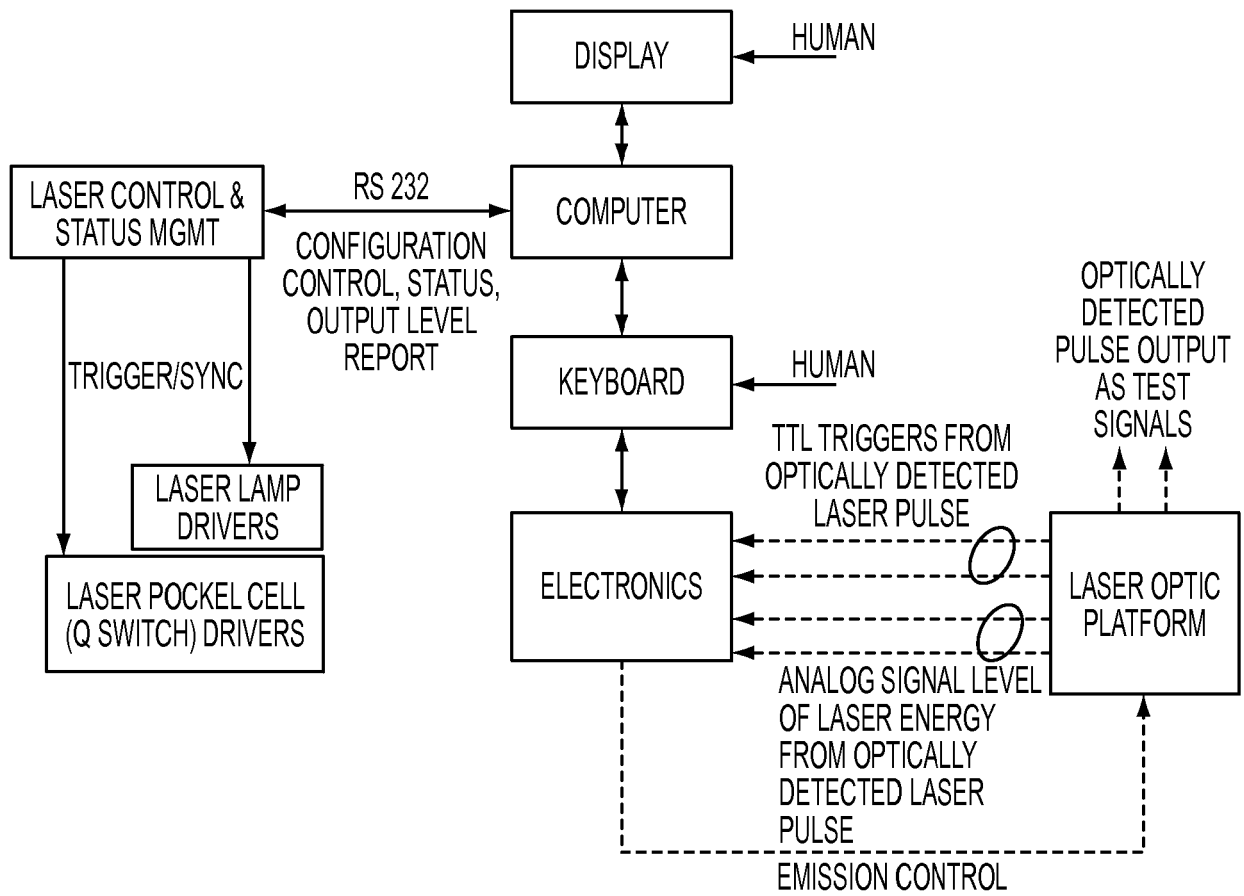 DISPLAY
HUMAN
LASER CONTROL &
STATUS MGMT
RS 232
COMPUTER
CONFIGURATION
CONTROL, STATUS,
OUTPUT LEVEL
REPORT
OPTICALLY
DETECTED
PULSE OUTPUT
AS TEST
SIGNALS
TRIGGER/SYNC
KEYBOARD
HUMAN
TTL TRIGGERS FROM
OPTICALLY DETECTED
LASER PULSE
LASER LAMP
DRIVERS
LASER POCKEL CELL
(Q SWITCH) DRIVERS
ELECTRONICS
LASER OPTIC
PLATFORM
ANALOG SIGNAL LEVEL
OF LASER ENERGY
FROM OPTICALLY
DETECTED LASER
PULSE
EMISSION CONTROL